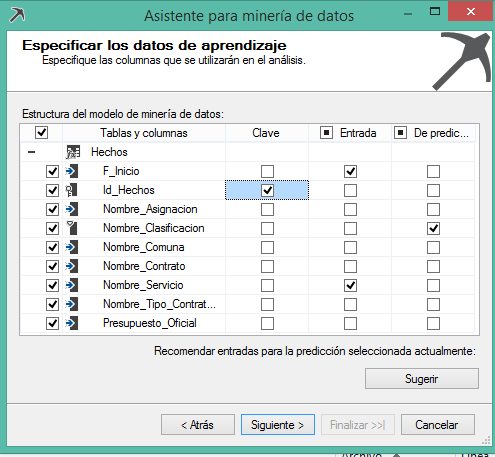 Asistente para minería de datos
Especificar los datos de aprendizaje
Especifique las columnas que se utilizarán en el análisis.
Estructura del modelo de minería de datos:
Tablas y columnas Clave Entrada De predic...
Hechos
F_Inicio
Id_Hechos
Nombre_Asignacion
Nombre_Clasificacion
Nombre_Comuna
Nombre_Contrato
Nombre_Servicio
Nombre_Tipo_Contrat...
Presupuesto_Oficial
Recomendar entradas para la predicción seleccionada actualmente:
Sugerir
< Atrás Siguiente > Finalizar >>| Cancelar